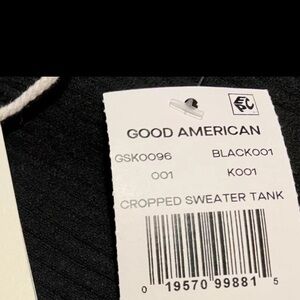 GOOD AMERICAN
GSK0096 BLACK001
001 K001
CROPPED SWEATER TANK
0 19570 99881 5